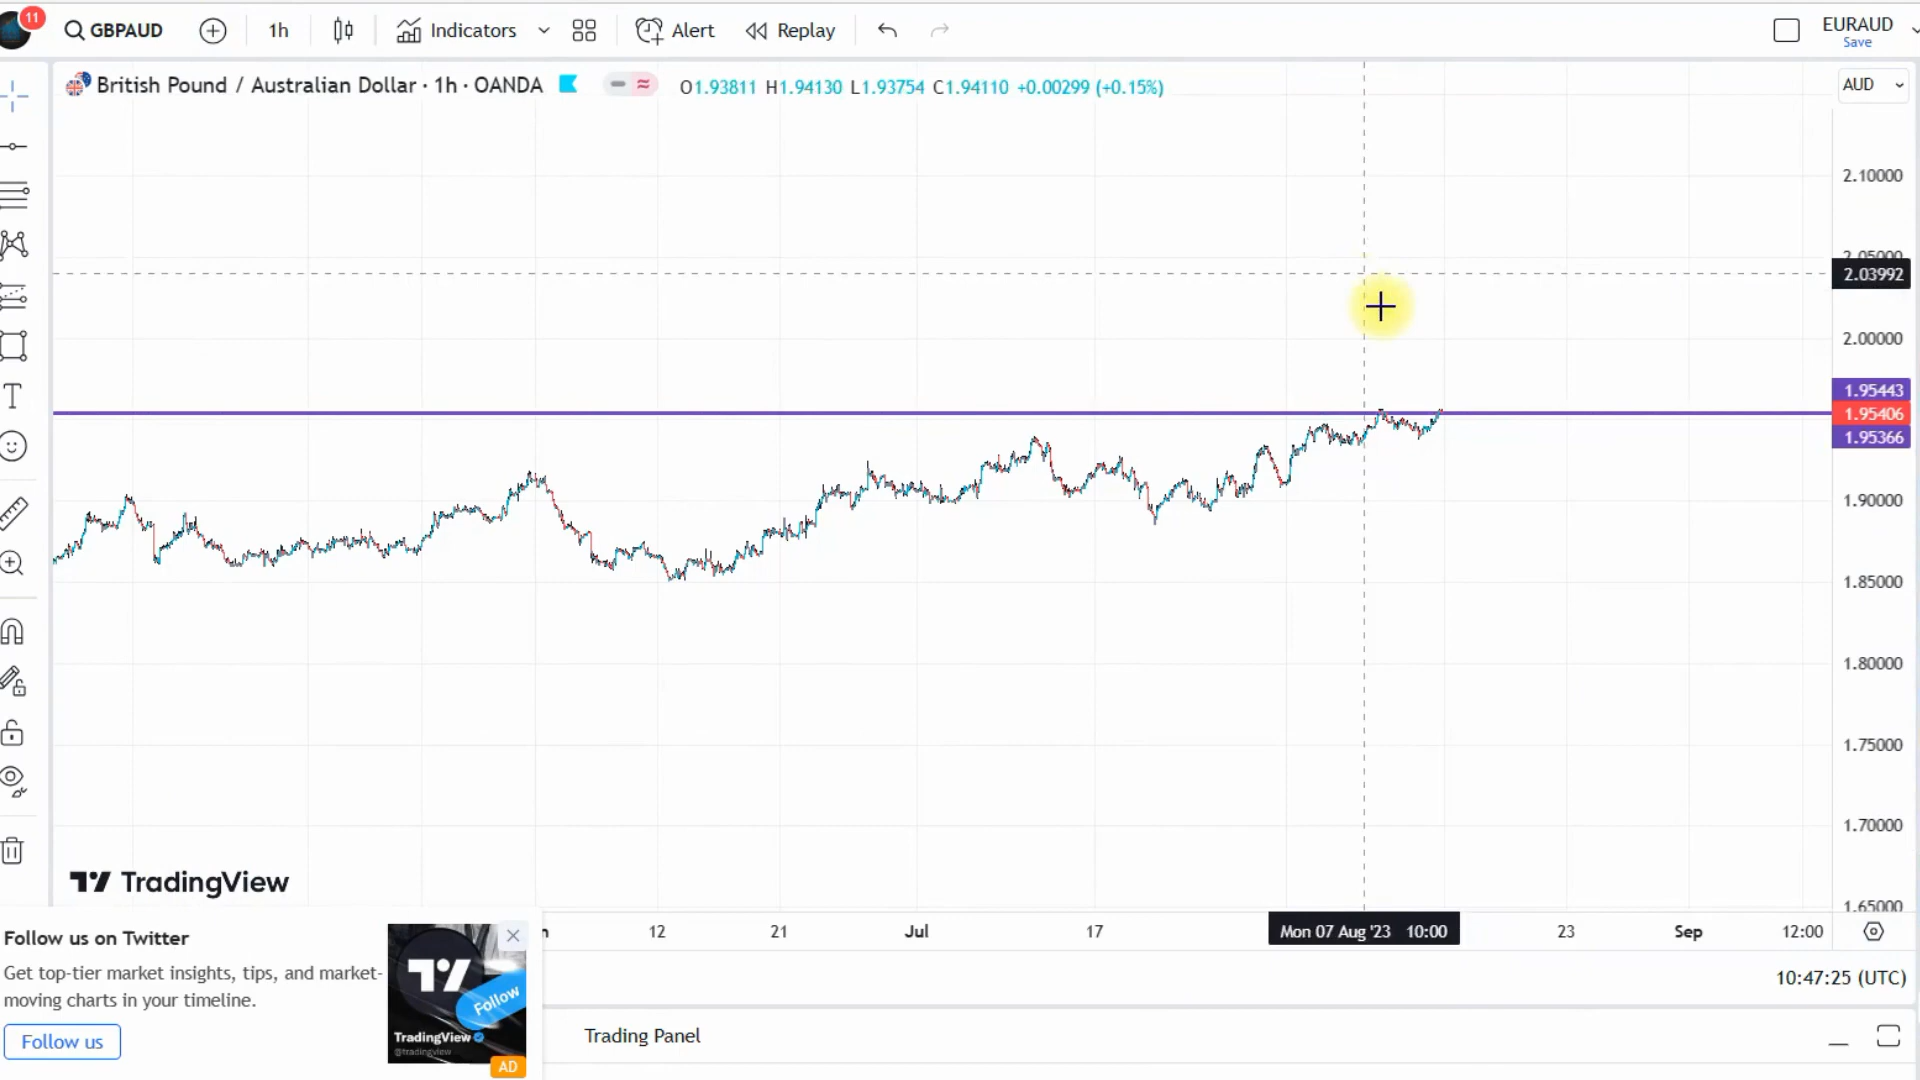 11
GBPAUD
1h
Indicators
Alert
Replay
EURAUD
Save
British Pound / Australian Dollar · 1h · OANDA
O1.93811 H1.94130 L1.93754 C1.94110 +0.00299 (+0.15%)
AUD
2.10000
2.05000
2.03992
2.00000
1.95443
1.95406
1.95366
1.90000
1.85000
1.80000
1.75000
1.70000
1.65000
TradingView
12
21
Jul
17
Mon 07 Aug '23 10:00
23
Sep
12:00
Follow us on Twitter
Get top-tier market insights, tips, and market-
moving charts in your timeline.
Follow us
Follow
TradingView
@tradingview
AD
10:47:25 (UTC)
Trading Panel